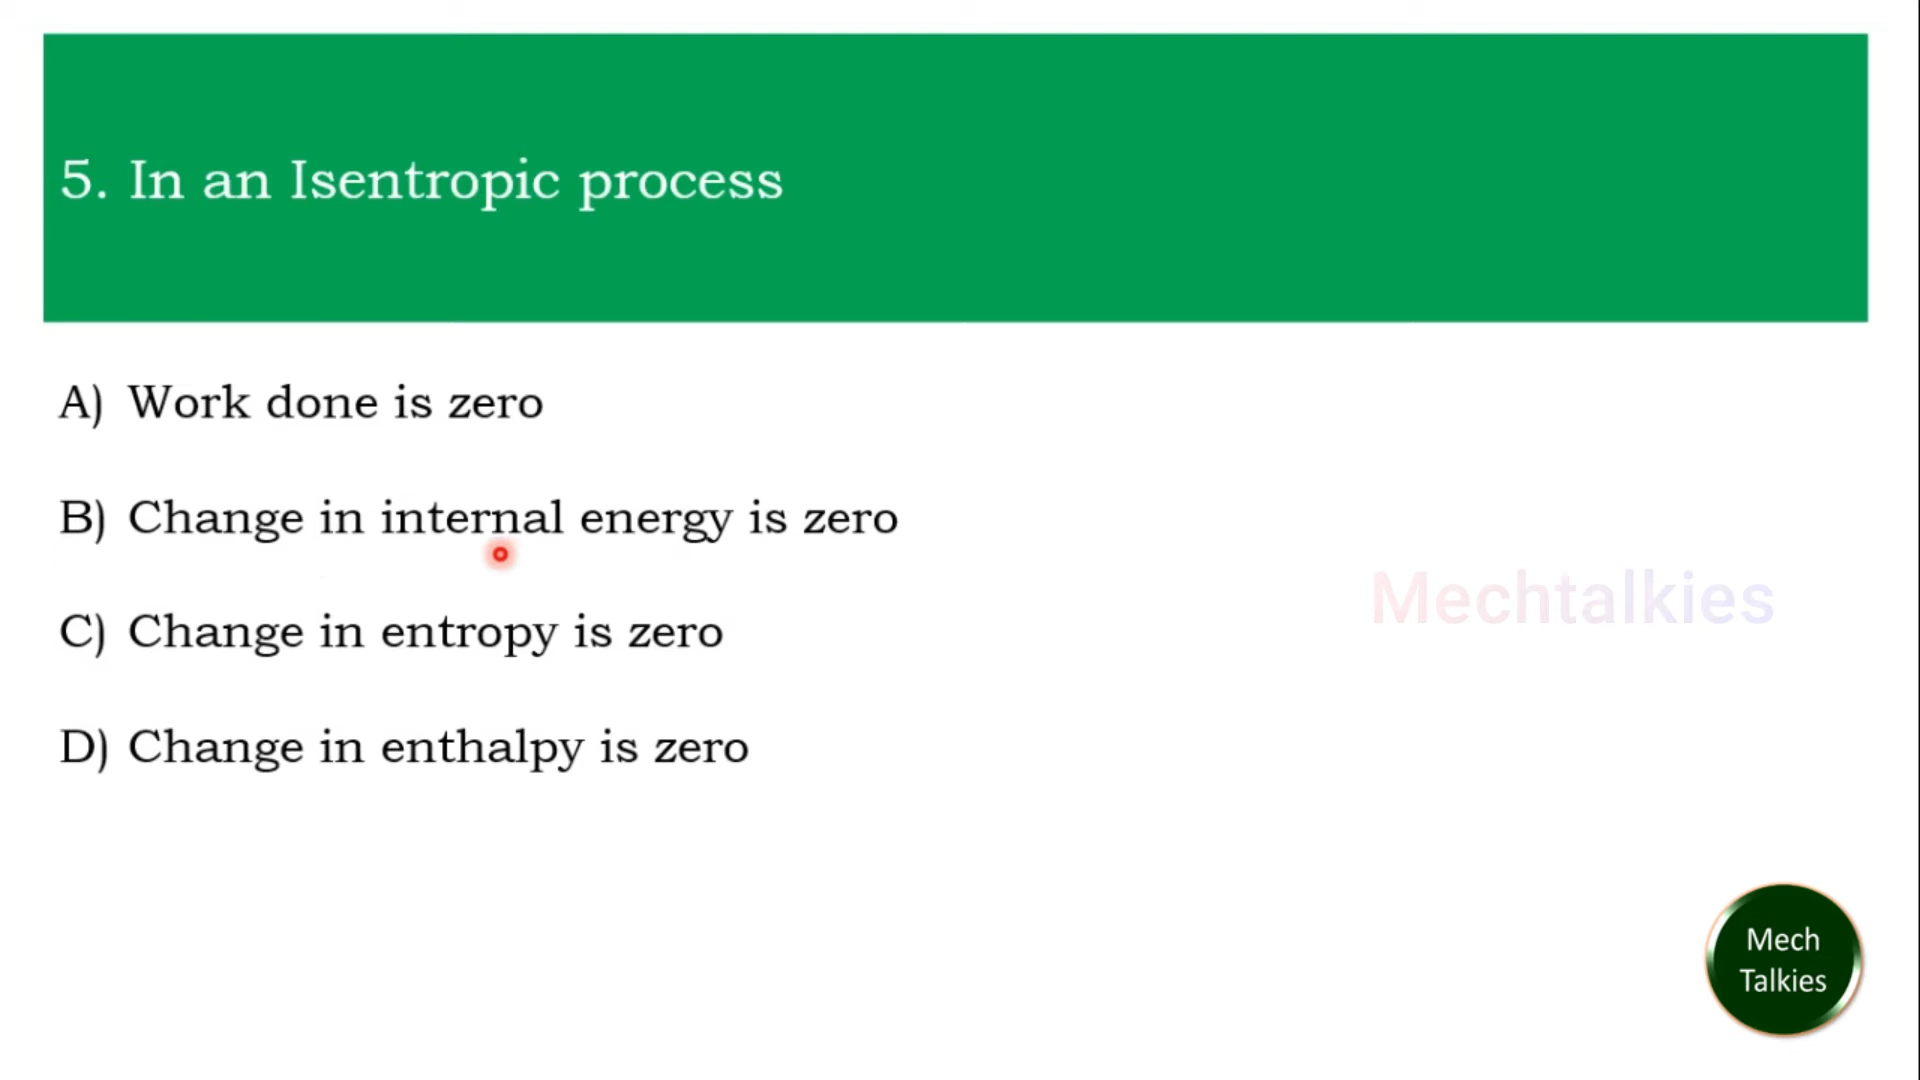 5. In an Isentropic process
A) Work done is zero
B) Change in internal energy is zero
Mechtalkies
C) Change in entropy is zero
D) Change in enthalpy is zero
Mech
Talkies